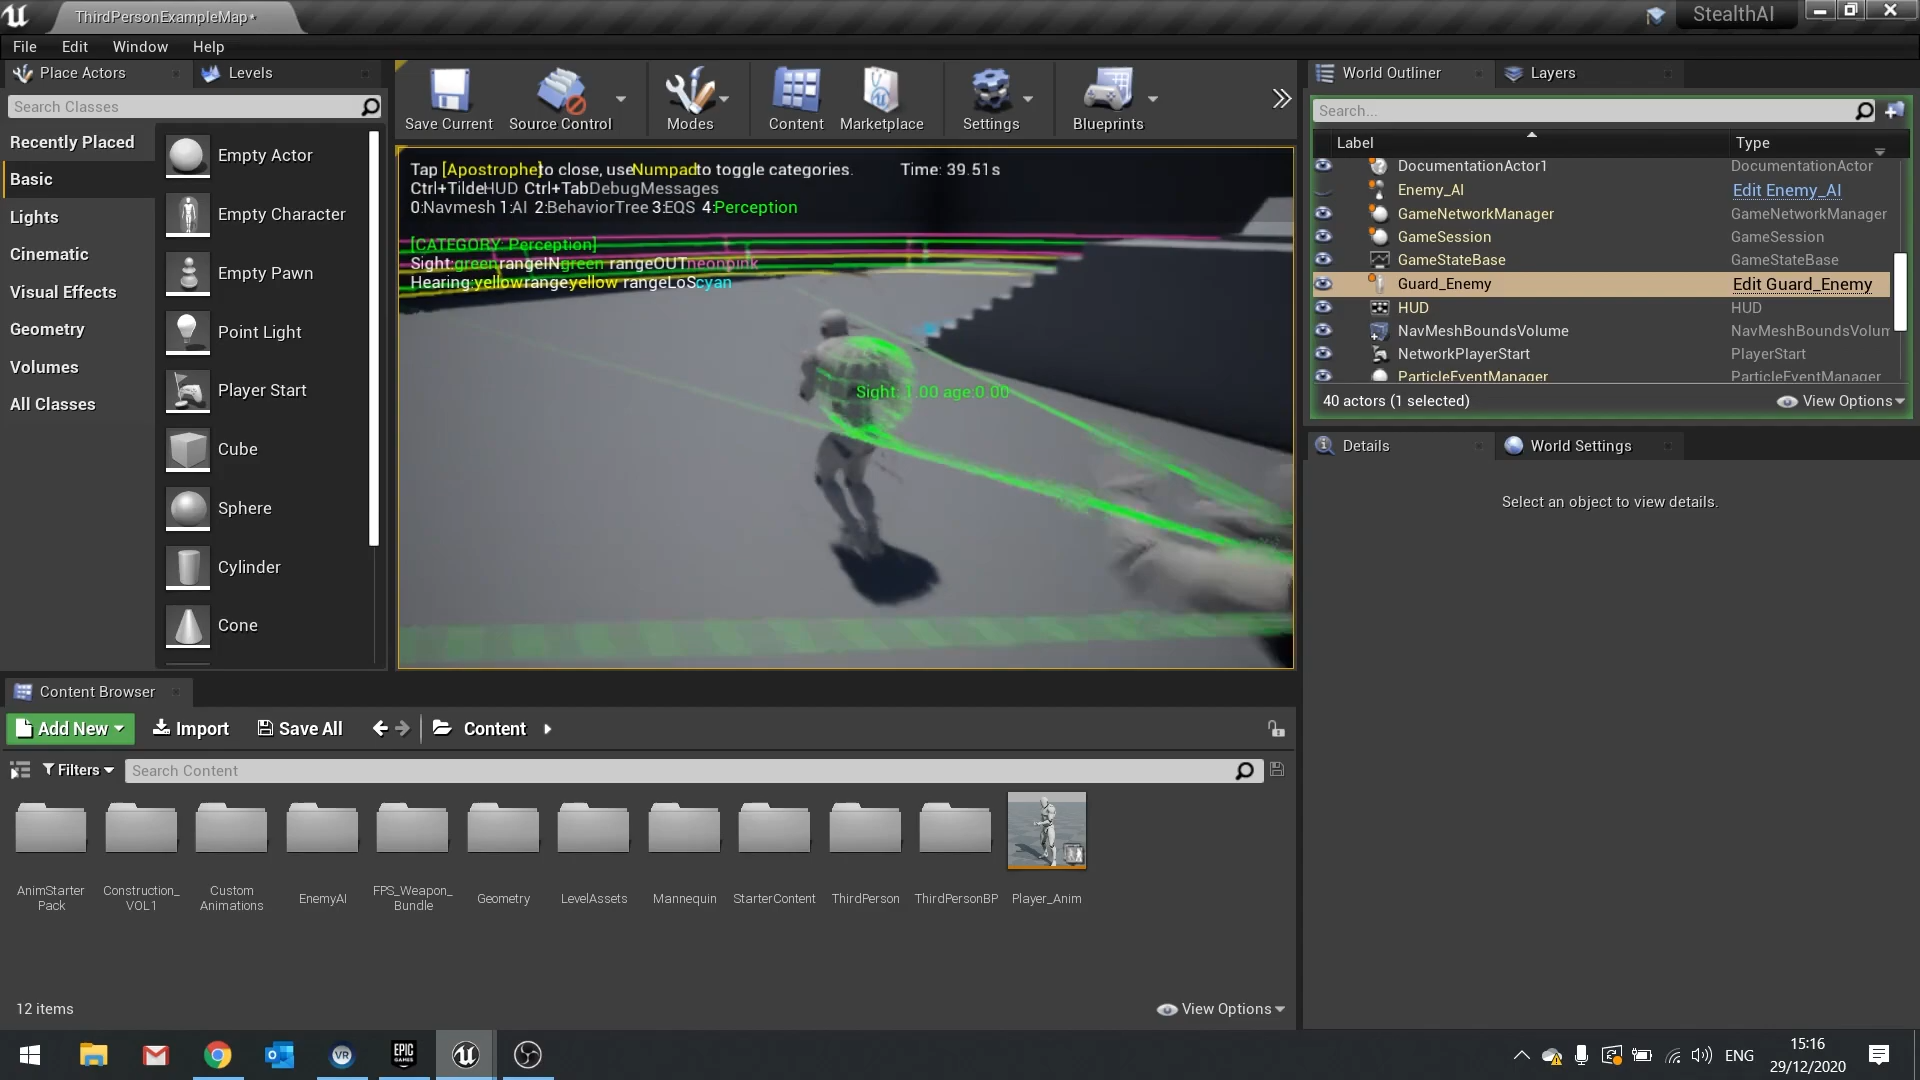 ThirdPersonExampleMap*
StealthAI
File Edit Window Help
Place Actors
Levels
Search Classes
Recently Placed
Basic
Lights
Cinematic
Visual Effects
Geometry
Volumes
All Classes
Empty Actor
Empty Character
Empty Pawn
Point Light
Player Start
Cube
Sphere
Cylinder
Cone
Save Current
Source Control
Modes
Content
Marketplace
Settings
Blueprints
Tap [Apostrophe] to close, use Numpad to toggle categories. Time: 39.51s
Ctrl+Tilde HUD Ctrl+Tab DebugMessages
0:Navmesh 1:AI 2:BehaviorTree 3:EQS 4:Perception
[CATEGORY: Perception]
Sight:green rangeIN green rangeOUT neonpink
Hearing:yellow range yellow rangeLoS cyan
Sight: 1.00 age:0.00
World Outliner
Layers
Search...
Label Type
DocumentationActor1 DocumentationActor
Enemy_AI Edit Enemy_AI
GameNetworkManager GameNetworkManager
GameSession GameSession
GameStateBase GameStateBase
Guard_Enemy Edit Guard_Enemy
HUD HUD
NavMeshBoundsVolume NavMeshBoundsVolum
NetworkPlayerStart PlayerStart
ParticleEventManager ParticleEventManager
40 actors (1 selected)
View Options
Details
World Settings
Select an object to view details.
Content Browser
Add New Import Save All Content
Filters
Search Content
AnimStarter
Pack
Construction_
VOL1
Custom
Animations
EnemyAI
FPS_Weapon_
Bundle
Geometry
LevelAssets
Mannequin
StarterContent
ThirdPerson
ThirdPersonBP
Player_Anim
12 items
View Options
VR
EPIC
GAMES
ENG
15:16
29/12/2020